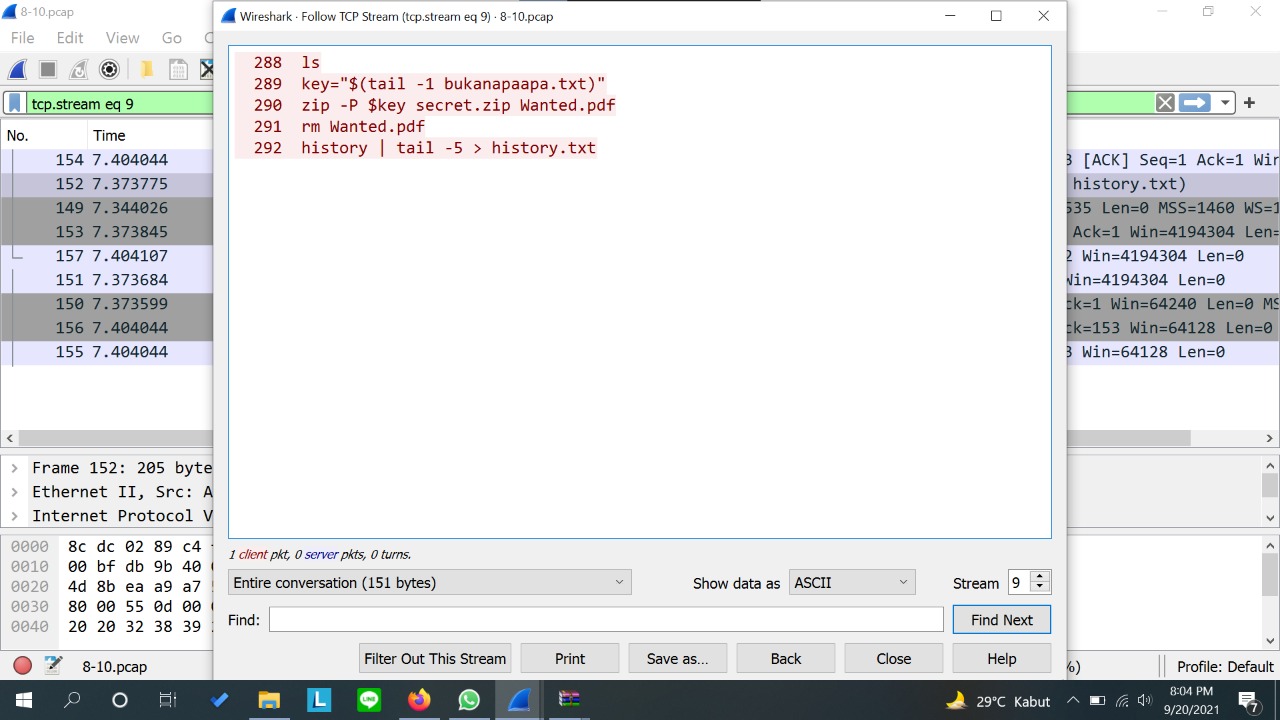 8-10.pcap
Wireshark · Follow TCP Stream (tcp.stream eq 9) · 8-10.pcap
File Edit View Go
tcp.stream eq 9
288 ls
289 key="$(tail -1 bukanapaapa.txt)"
290 zip -P $key secret.zip Wanted.pdf
291 rm Wanted.pdf
292 history | tail -5 > history.txt
No. Time
154 7.404044
[ACK] Seq=1 Ack=1 Win
152 7.373775
history.txt)
149 7.344026
Len=0 MSS=1460 WS=1
153 7.373845
Ack=1 Win=4194304 Len=
157 7.404107
Win=4194304 Len=0
151 7.373684
Win=4194304 Len=0
150 7.373599
ck=1 Win=64240 Len=0 MS
156 7.404044
ck=153 Win=64128 Len=0
155 7.404044
Win=64128 Len=0
Frame 152: 205 byte
Ethernet II, Src: A
Internet Protocol V
0000 8c dc 02 89 c4
0010 00 bf db 9b 40
0020 4d 8b ea a9 a7
0030 80 00 55 0d 00
0040 20 20 32 38 39
1 client pkt, 0 server pkts, 0 turns.
Entire conversation (151 bytes)
Show data as ASCII
Stream 9
Find:
Find Next
Filter Out This Stream
Print
Save as...
Back
Close
Help
8-10.pcap
%)
Profile: Default
29°C Kabut
8:04 PM
9/20/2021
7